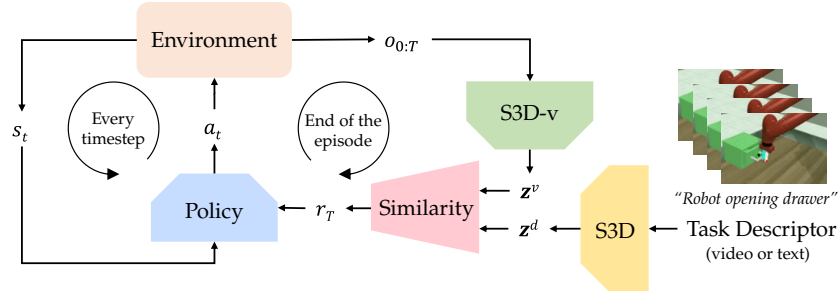 Environment
o₀:T
Every
timestep
End of the
episode
S3D-v
sₜ
aₜ
zᵛ
"Robot opening drawer"
Policy
r_T
Similarity
S3D
Task Descriptor
zᵈ
(video or text)